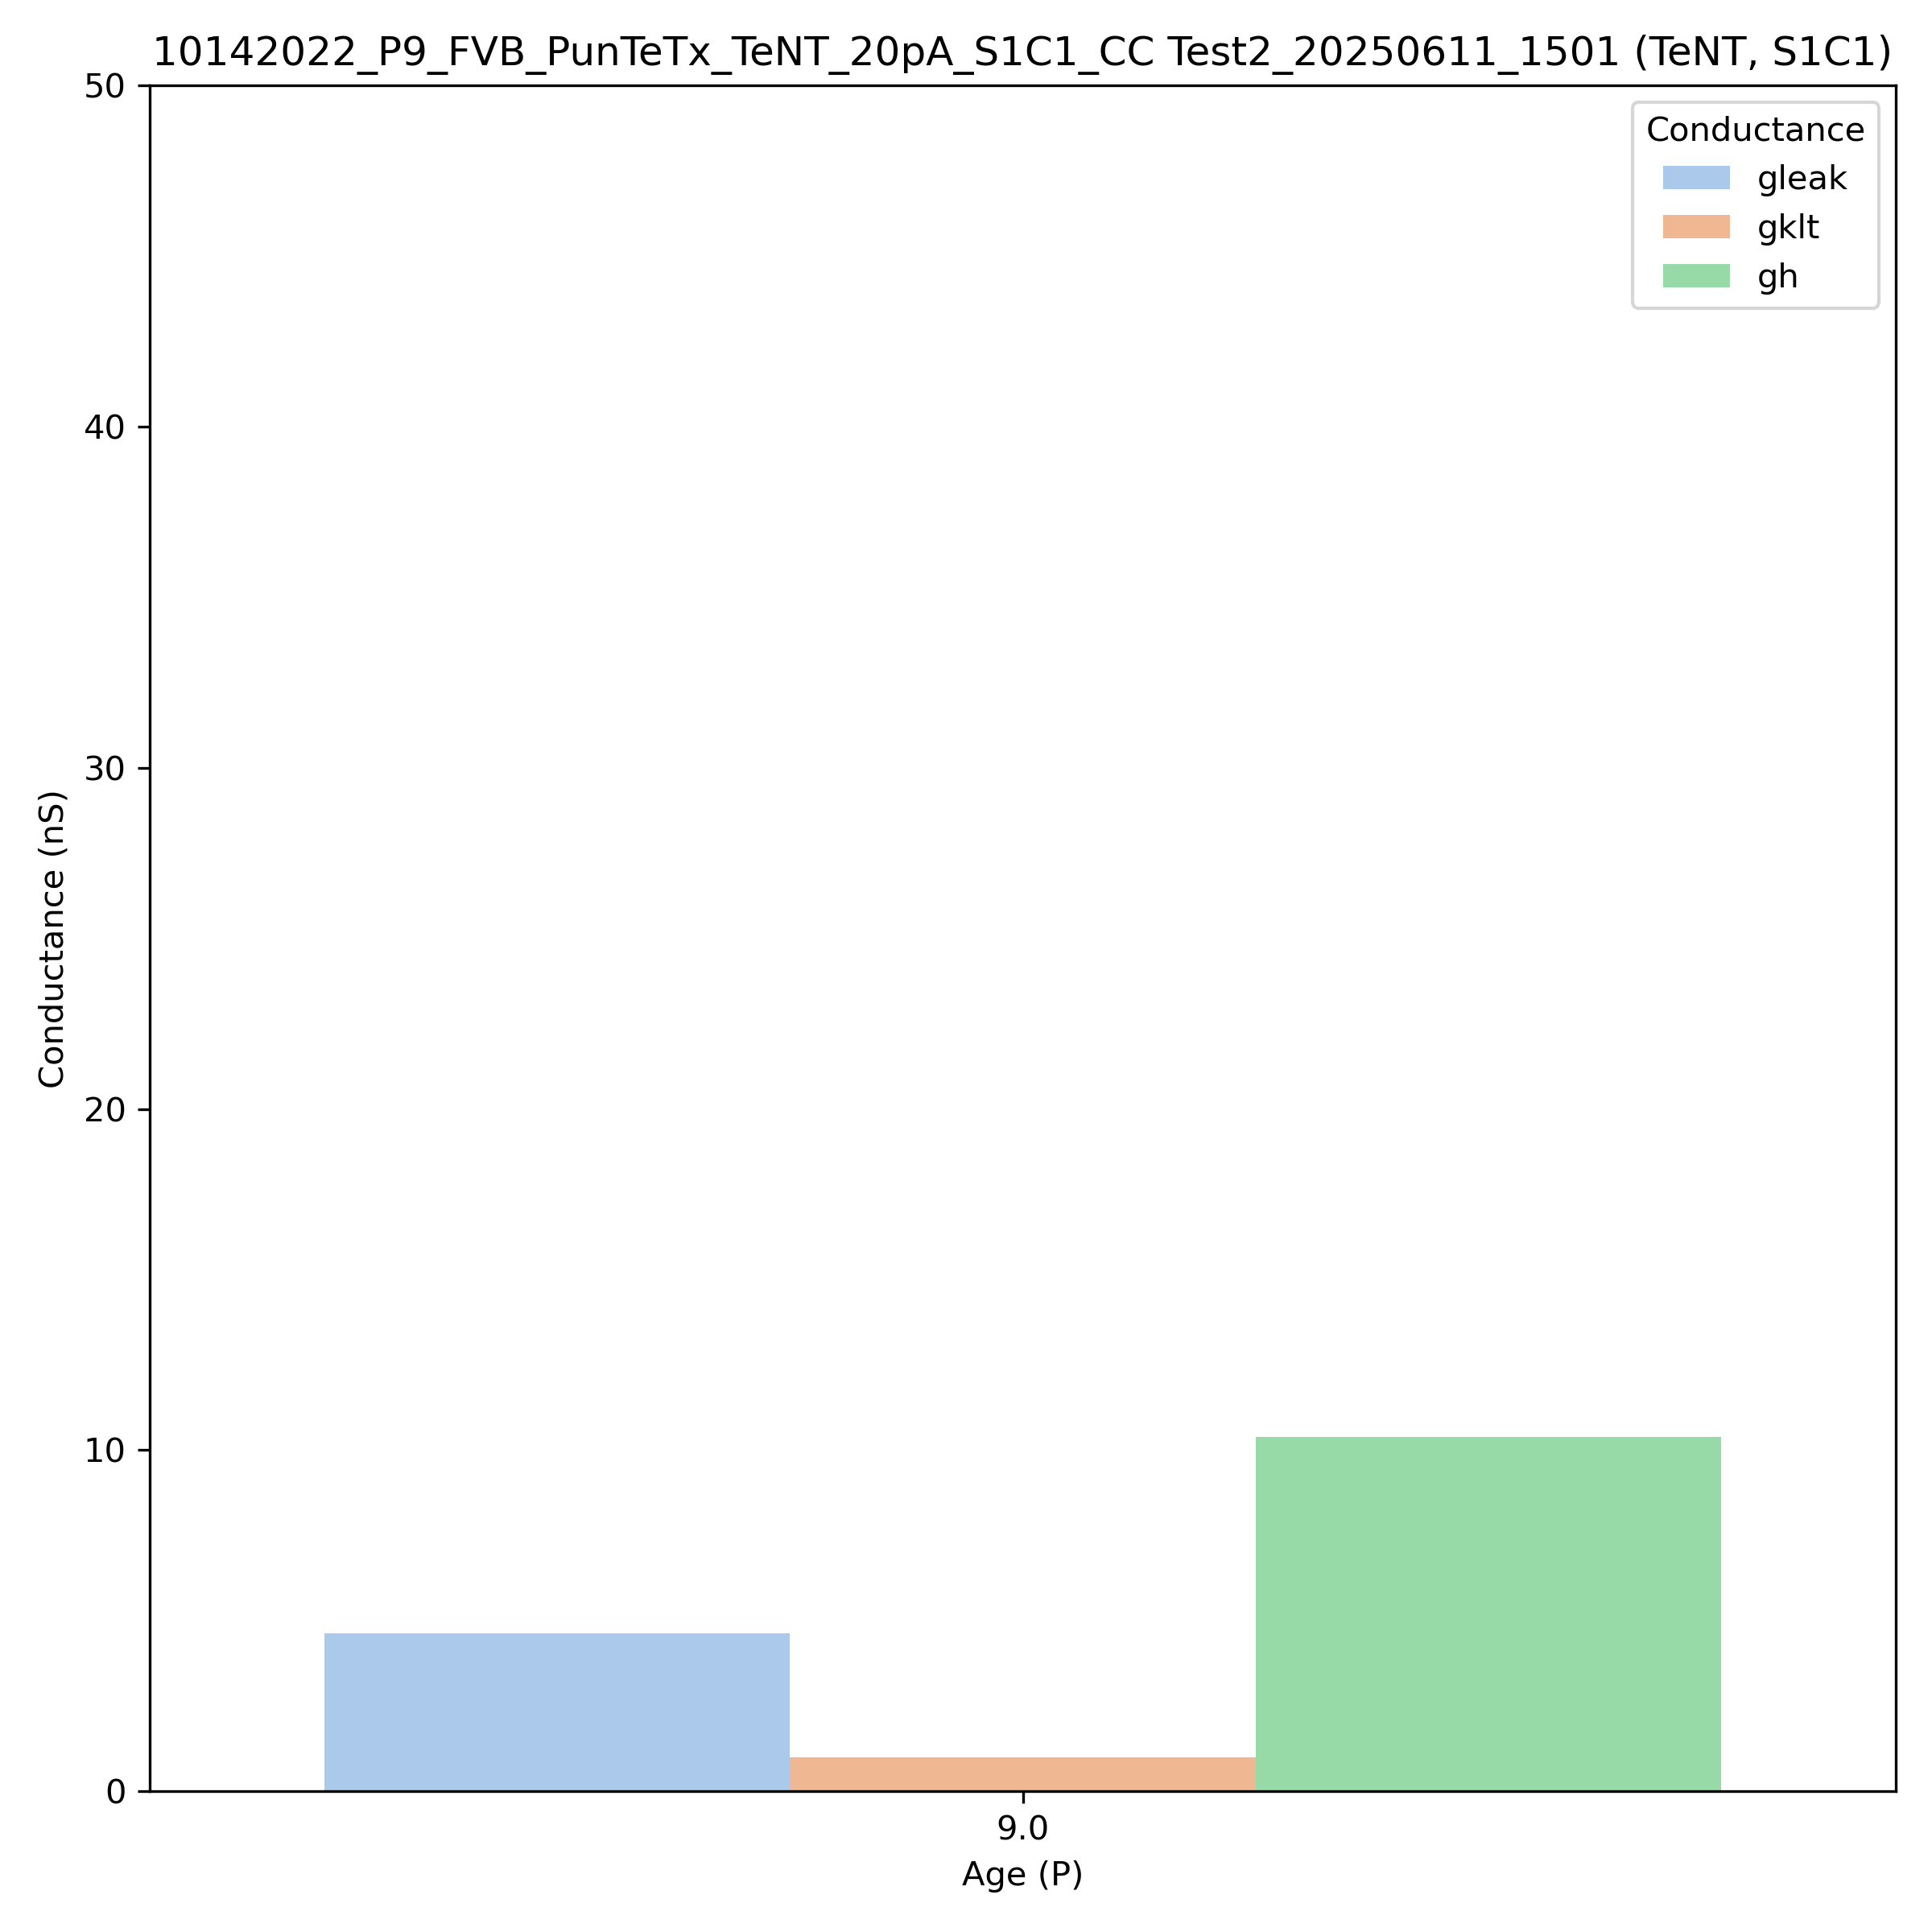 10142022_P9_FVB_PunTeTx_TeNT_20pA_S1C1_CC Test2_20250611_1501 (TeNT, S1C1)
Conductance
gleak
gklt
gh
50
40
30
20
10
0
Conductance (nS)
9.0
Age (P)